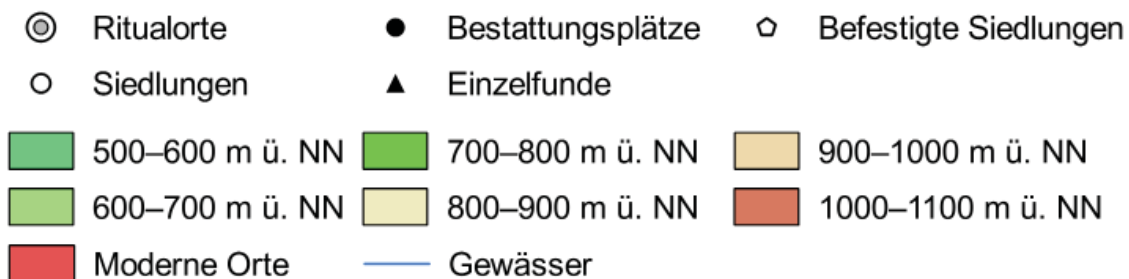 Ritualorte Bestattungsplätze Befestigte Siedlungen
Siedlungen Einzelfunde
500–600 m ü. NN 700–800 m ü. NN 900–1000 m ü. NN
600–700 m ü. NN 800–900 m ü. NN 1000–1100 m ü. NN
Moderne Orte Gewässer